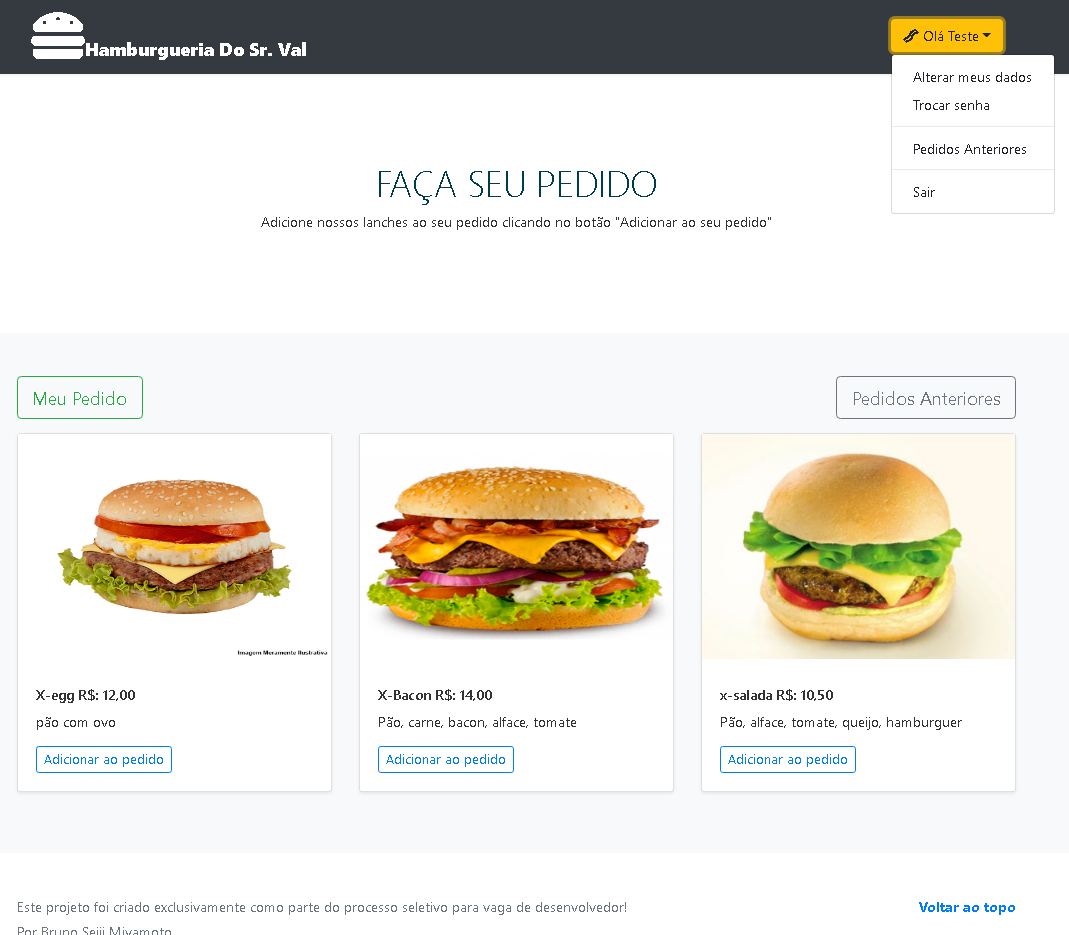 Hamburgueria Do Sr. Val
Olá Teste
Alterar meus dados
Trocar senha
Pedidos Anteriores
Sair
FAÇA SEU PEDIDO
Adicione nossos lanches ao seu pedido clicando no botão "Adicionar ao seu pedido"
Meu Pedido
Pedidos Anteriores
Imagem Meramente Ilustrativa
X-egg R$: 12,00
pão com ovo
Adicionar ao pedido
X-Bacon R$: 14,00
Pão, carne, bacon, alface, tomate
Adicionar ao pedido
x-salada R$: 10,50
Pão, alface, tomate, queijo, hamburguer
Adicionar ao pedido
Este projeto foi criado exclusivamente como parte do processo seletivo para vaga de desenvolvedor!
Voltar ao topo
Por Bruno Seiji Miyamoto